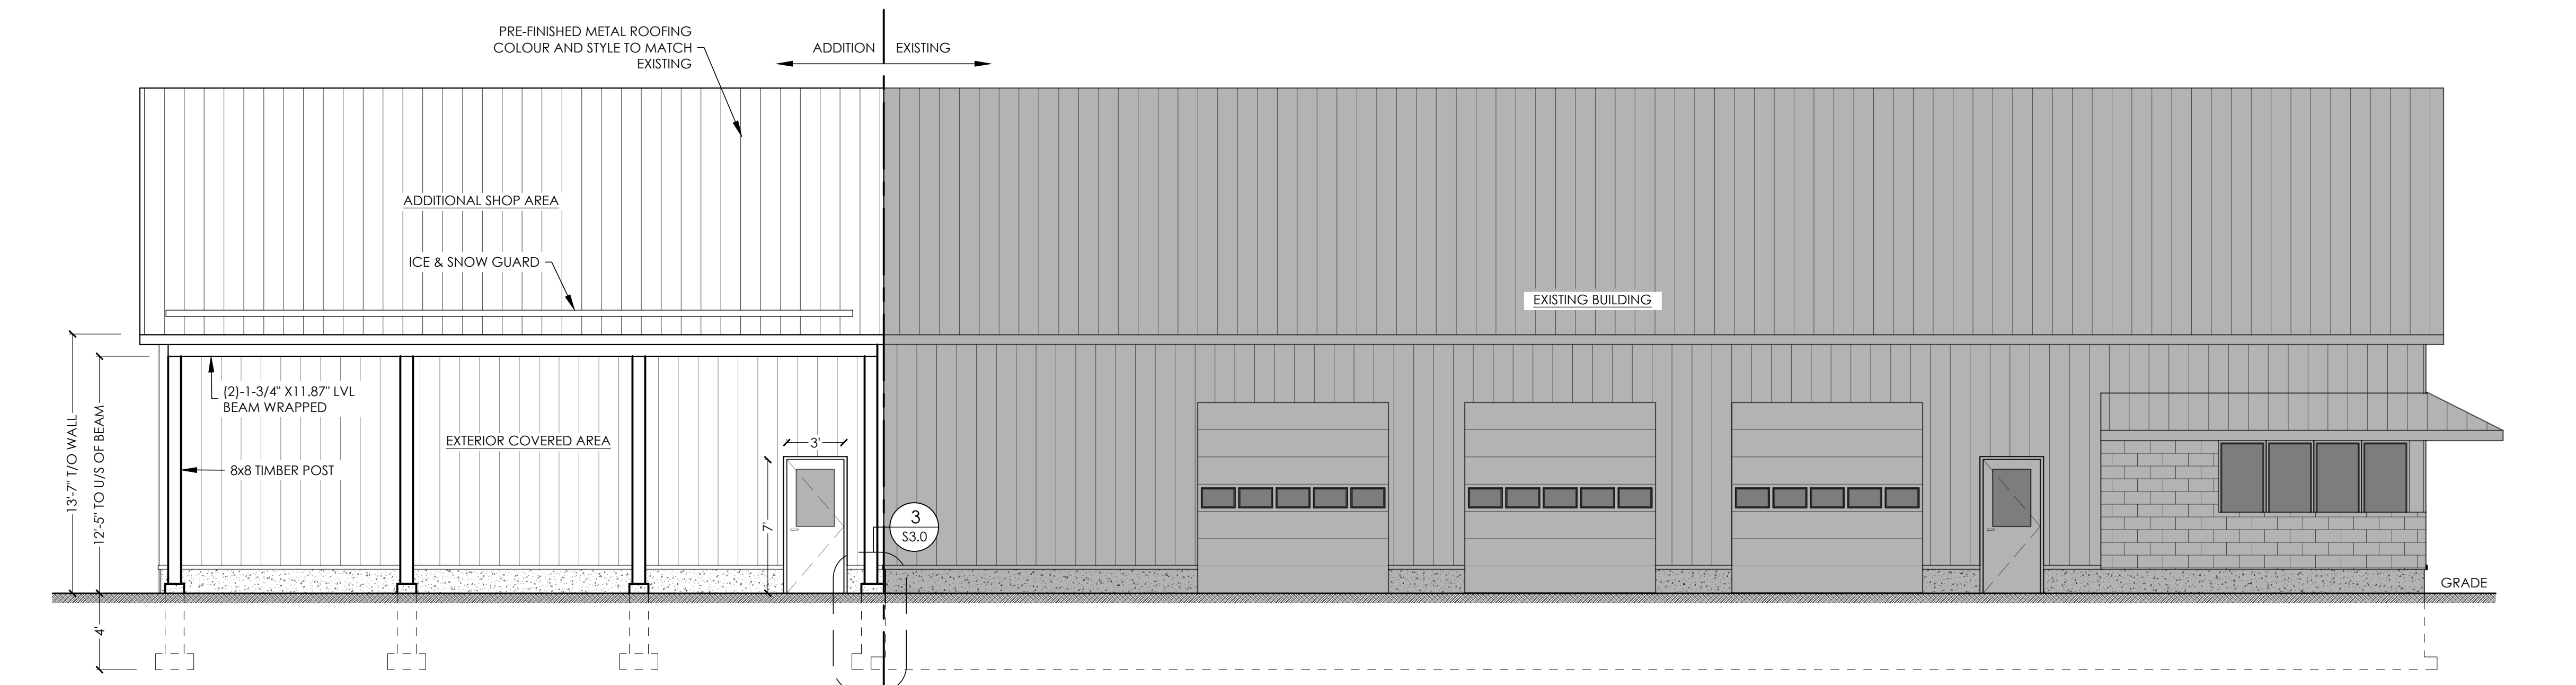 PRE-FINISHED METAL ROOFING
COLOUR AND STYLE TO MATCH
EXISTING
ADDITION
EXISTING
ADDITIONAL SHOP AREA
ICE & SNOW GUARD
EXISTING BUILDING
(2)-1-3/4" X11.87" LVL
BEAM WRAPPED
13'-7" T/O WALL
12'-5" TO U/S OF BEAM
EXTERIOR COVERED AREA
3'
8x8 TIMBER POST
7'
3
S3.0
GRADE
4'